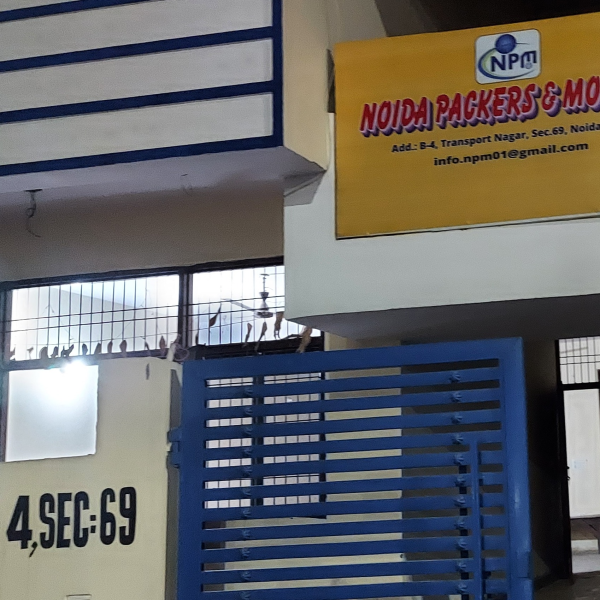 NPM
NOIDA PACKERS & MO
Add.: B-4, Transport Nagar, Sec.69, Noida
info.npm01@gmail.com
4, SEC:69